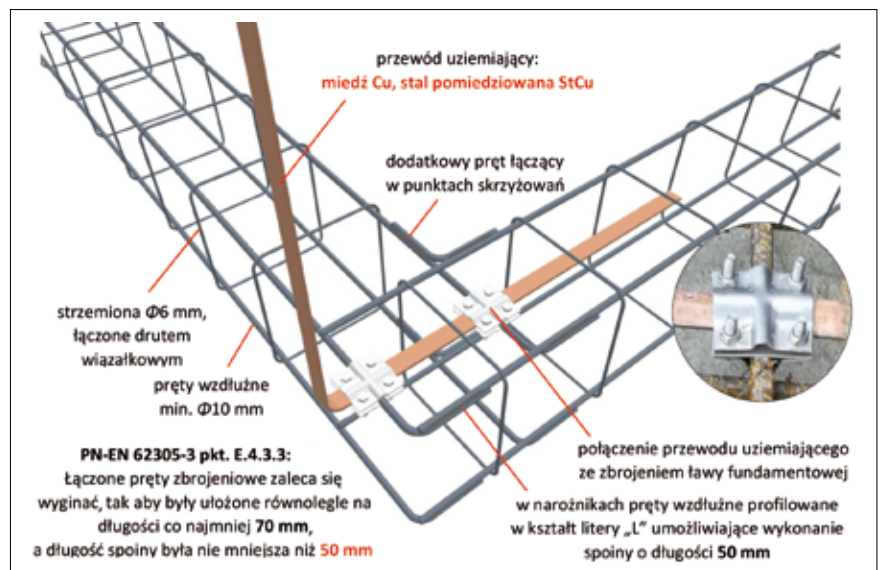 przewód uziemiający:
miedź Cu, stal pomiedziowana StCu
dodatkowy pręt łączący
w punktach skrzyżowań
strzemiona Φ6 mm,
łączone drutem
wiązałkowym
pręty wzdłużne
min. Φ10 mm
PN-EN 62305-3 pkt. E.4.3.3:
Łączone pręty zbrojeniowe zaleca się
wyginać, tak aby były ułożone równolegle na
długości co najmniej 70 mm,
a długość spoiny była nie mniejsza niż 50 mm
połączenie przewodu uziemiającego
ze zbrojeniem ławy fundamentowej
w narożnikach pręty wzdłużne profilowane
w kształt litery „L” umożliwiające wykonanie
spoiny o długości 50 mm